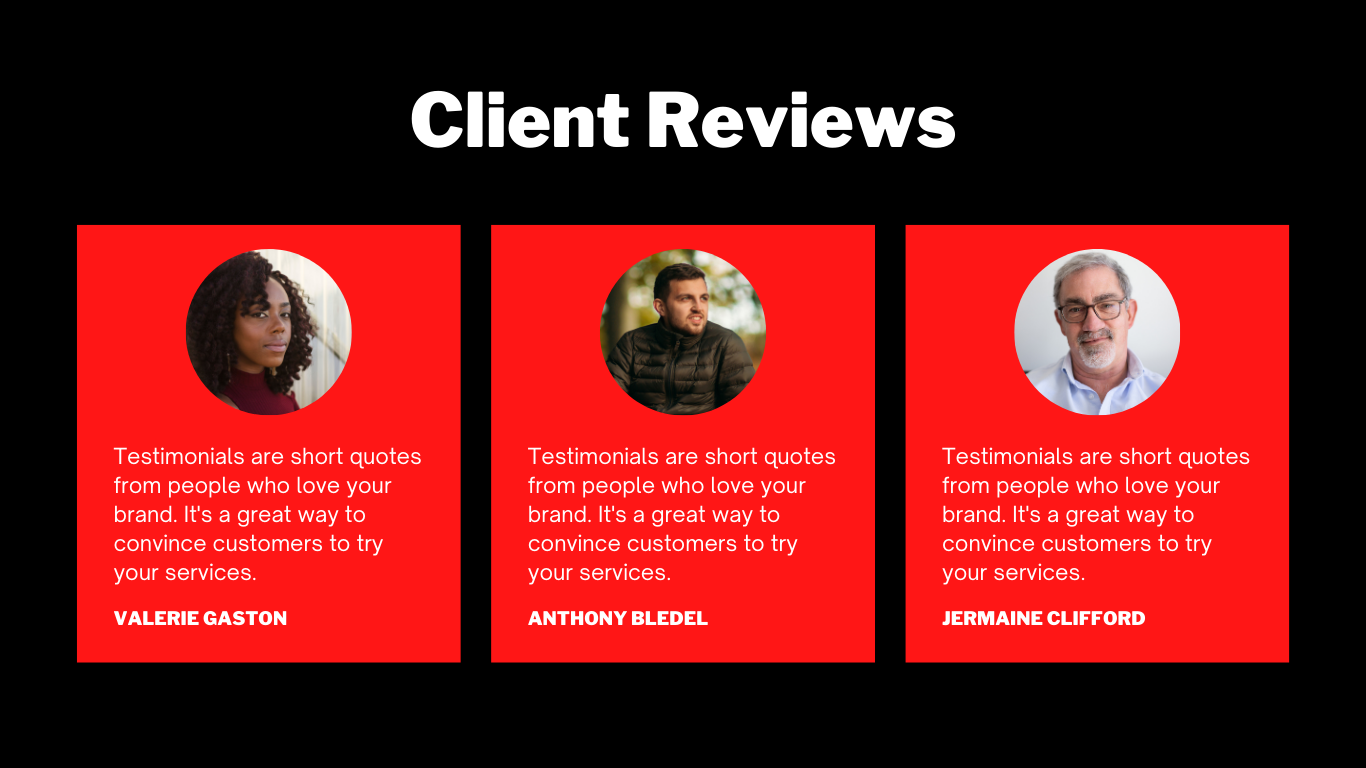 Client Reviews
Testimonials are short quotes
from people who love your
brand. It's a great way to
convince customers to try
your services.
VALERIE GASTON
Testimonials are short quotes
from people who love your
brand. It's a great way to
convince customers to try
your services.
ANTHONY BLEDEL
Testimonials are short quotes
from people who love your
brand. It's a great way to
convince customers to try
your services.
JERMAINE CLIFFORD